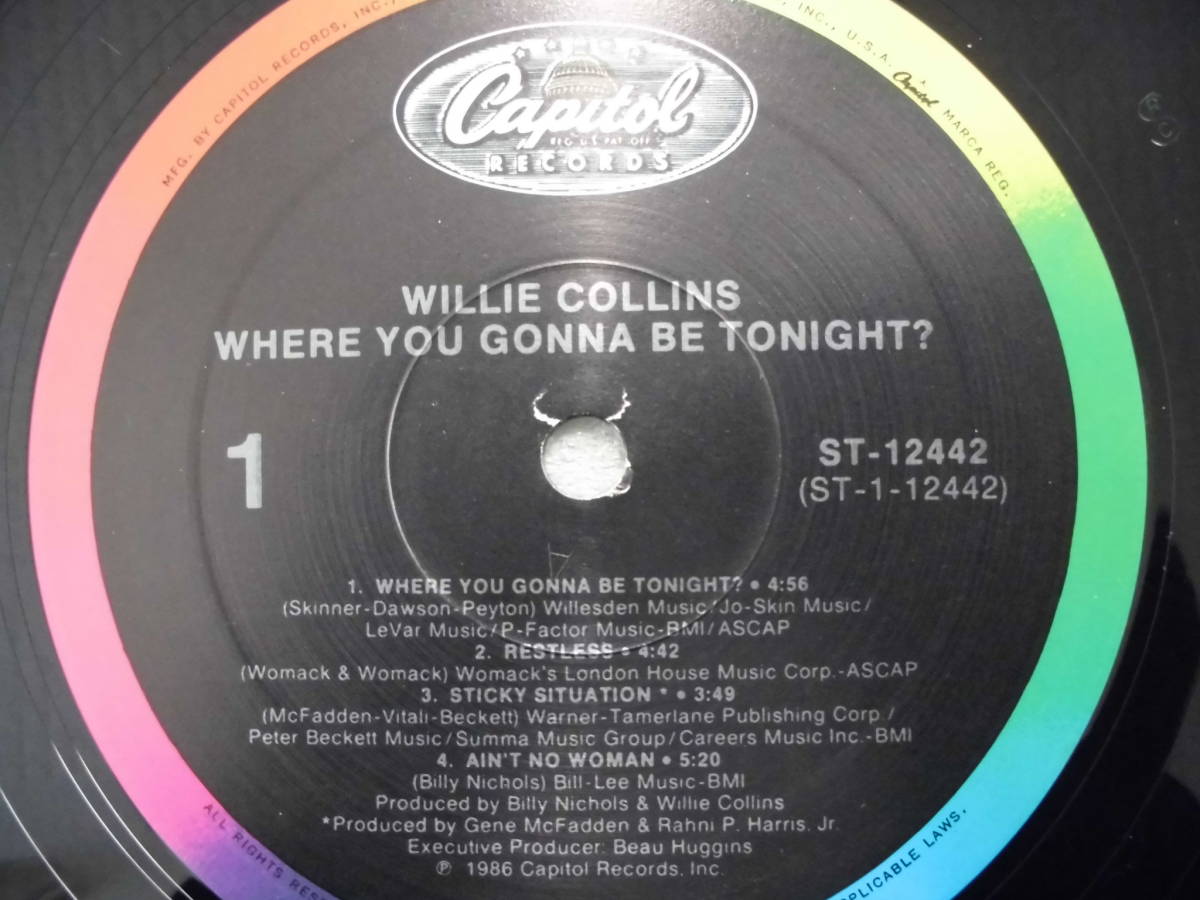 MFG. BY CAPITOL RECORDS, INC.,
, INC., U.S.A. Capitol MARCA REG.
Capitol
REG. U.S. PAT. OFF.
RECORDS
WILLIE COLLINS
WHERE YOU GONNA BE TONIGHT?
1
ST-12442
(ST-1-12442)
69
1. WHERE YOU GONNA BE TONIGHT? • 4:56
(Skinner-Dawson-Peyton) Willesden Music/Jo-Skin Music/
LeVar Music/P-Factor Music-BMI/ASCAP
2. RESTLESS • 4:42
(Womack & Womack) Womack's London House Music Corp.-ASCAP
3. STICKY SITUATION * • 3:49
(McFadden-Vitali-Beckett) Warner-Tamerlane Publishing Corp./
Peter Beckett Music/Summa Music Group/Careers Music Inc.-BMI
4. AIN'T NO WOMAN • 5:20
(Billy Nichols) Bill-Lee Music-BMI
Produced by Billy Nichols & Willie Collins
*Produced by Gene McFadden & Rahni P. Harris, Jr.
Executive Producer: Beau Huggins
℗ 1986 Capitol Records, Inc.
ALL RIGHTS
APPLICABLE LAWS.